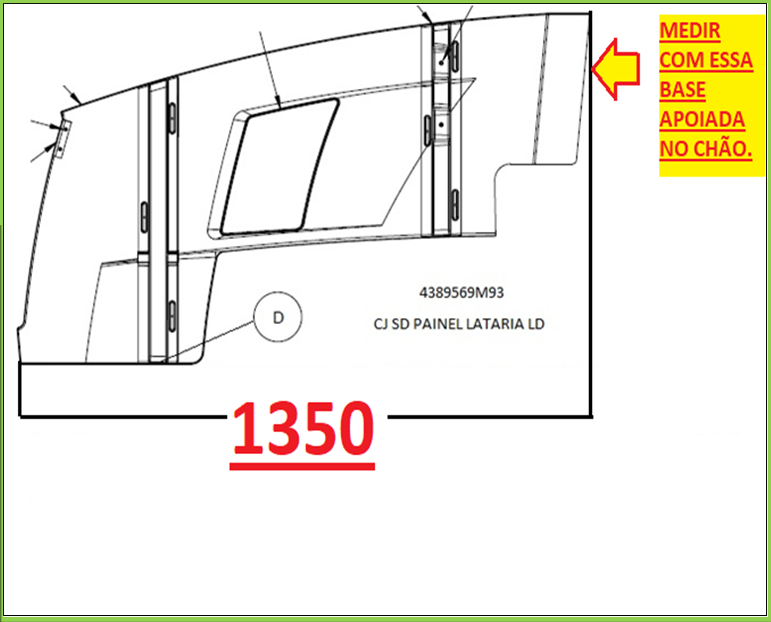 MEDIR
COM ESSA
BASE
APOIADA
NO CHÃO.
4389569M93
D
CJ SD PAINEL LATARIA LD
1350